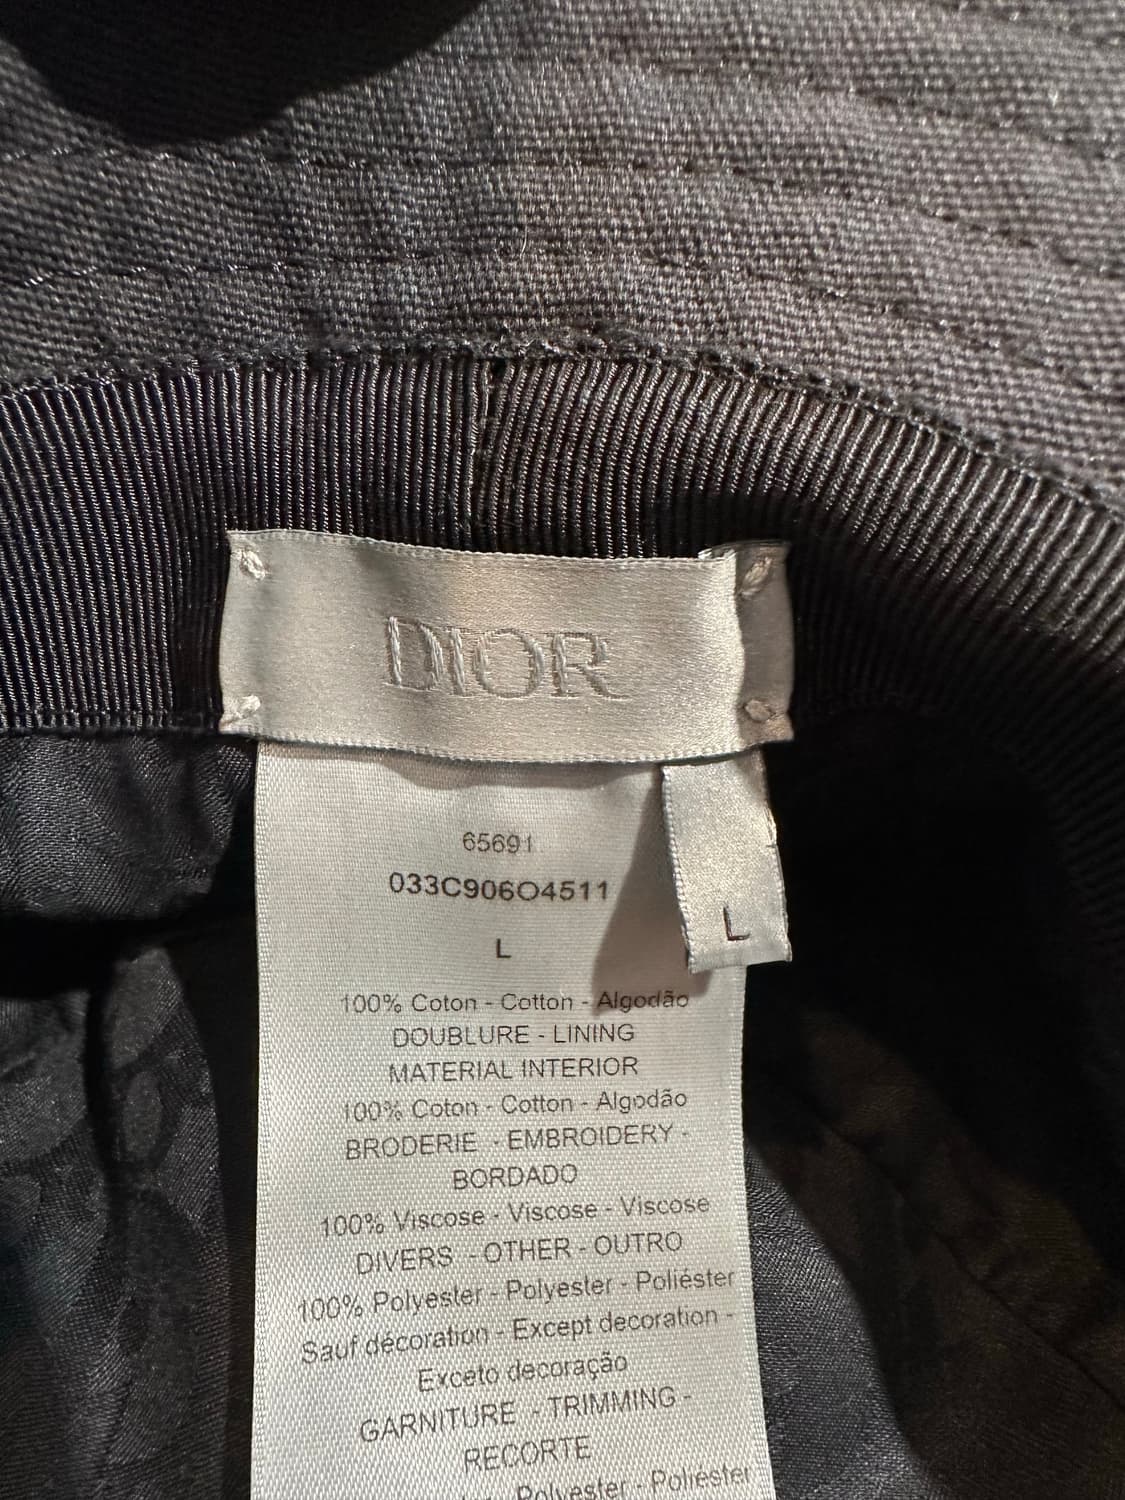 DIOR
65691
033C906O4511
L
L
100% Coton - Cotton - Algodão
DOUBLURE - LINING
MATERIAL INTERIOR
100% Coton - Cotton - Algodão
BRODERIE - EMBROIDERY -
BORDADO
100% Viscose - Viscose - Viscose
DIVERS - OTHER - OUTRO
100% Polyester - Polyester - Poliéster
Sauf décoration - Except decoration -
Exceto decoração
GARNITURE - TRIMMING -
RECORTE
Polyester - Poliéster